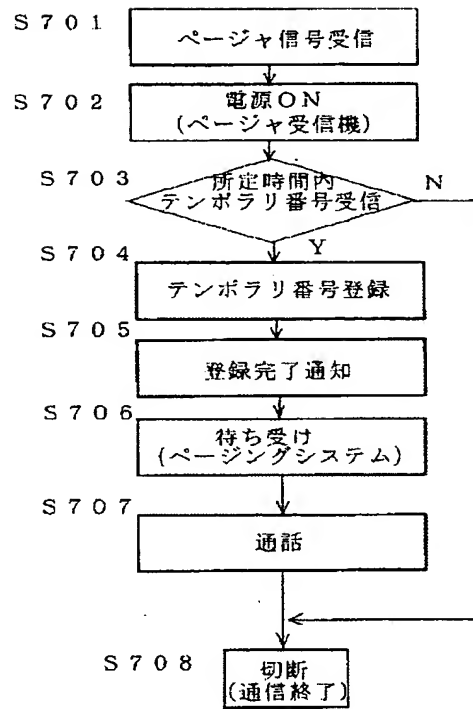 S701
ページャ信号受信
S702
電源ON
(ページャ受信機)
S703
所定時間内
テンポラリ番号受信
N
S704
Y
テンポラリ番号登録
S705
登録完了通知
S706
待ち受け
(ページングシステム)
S707
通話
S708
切断
(通信終了)